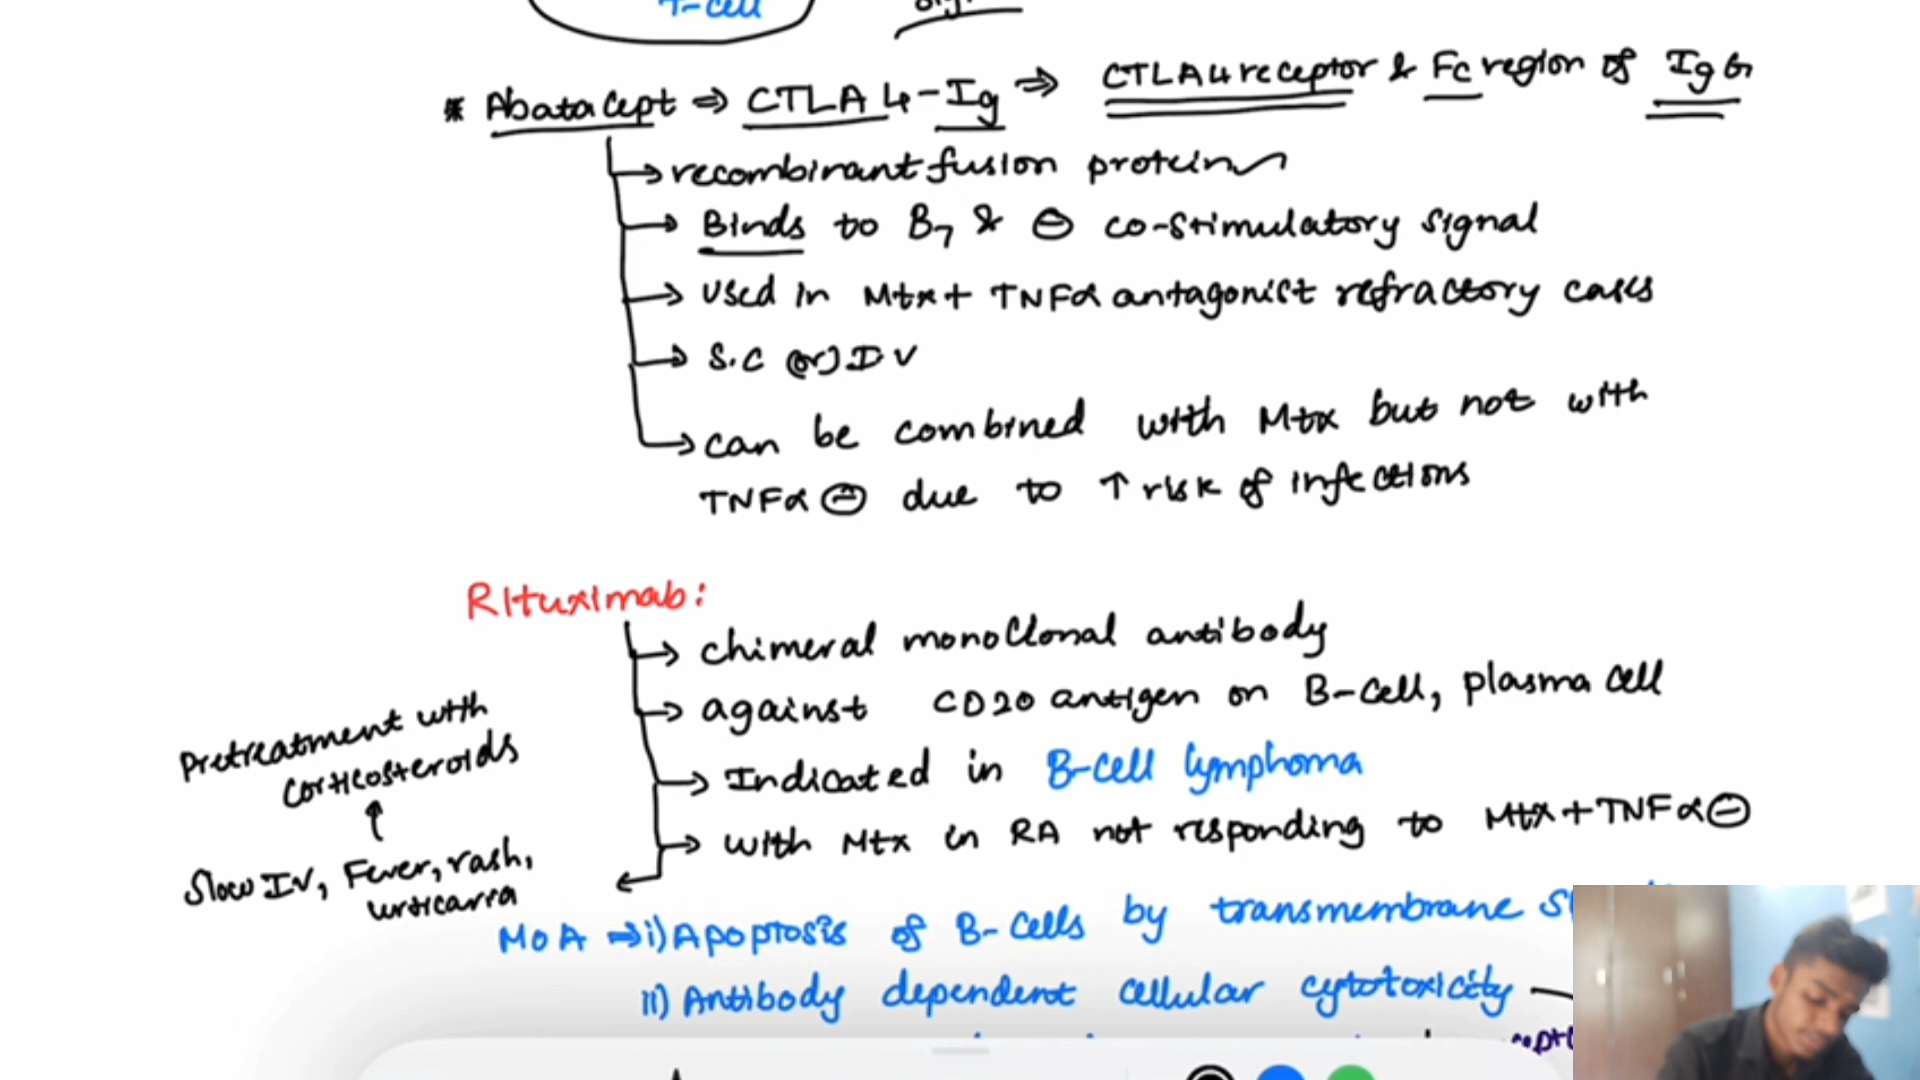 T-cell
* Abatacept ⇒ CTLA4-Ig ⇒ CTLA4 receptor & Fc region of IgG
→ recombinant fusion protein
→ Binds to B7 & ⊖ co-stimulatory signal
→ used in Mtx + TNFα antagonist refractory cases
→ S.C (or) IV
→ can be combined with Mtx but not with
TNFα ⊖ due to ↑ risk of infections
Rituximab:
→ chimeral monoclonal antibody
→ against CD20 antigen on B-cell, plasma cell
→ Indicated in B-cell lymphoma
→ with Mtx in RA not responding to Mtx + TNFα ⊖
Pretreatment with
corticosteroids
↑
Slow IV, Fever, rash,
urticarria
MOA ⇒ i) Apoptosis of B-cells by transmembrane
ii) Antibody dependent cellular cytotoxicity